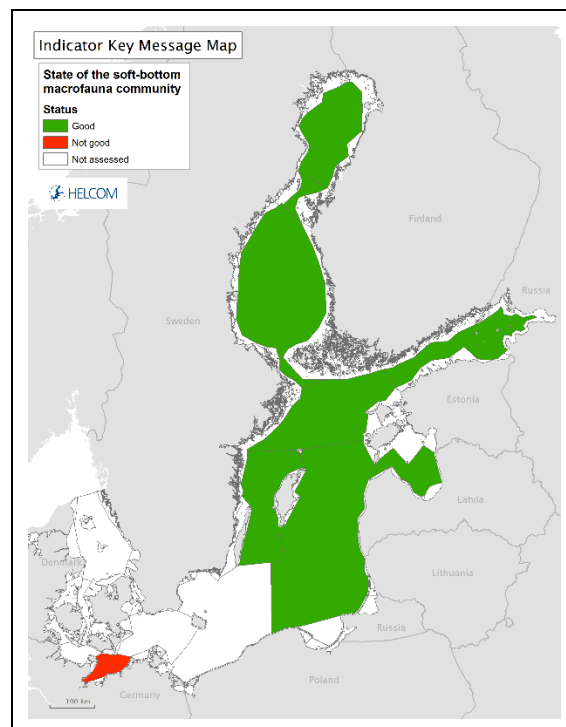 Indicator Key Message Map
State of the soft-bottom
macrofauna community
Status
Good
Not good
Not assessed
HELCOM
Finland
Russia
Sweden
Estonia
Latvia
Denmark
Lithuania
Russia
Poland
Germany
100 km